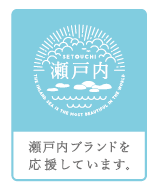 SETOUCHI
瀬戸内
THE INLAND SEA IS THE MOST BEAUTIFUL IN THE WORLD.
瀬戸内ブランドを
応援しています。